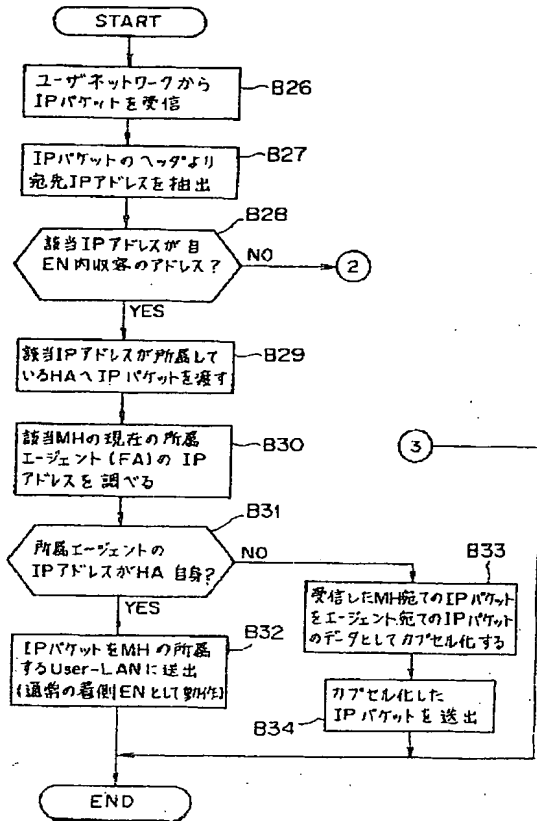 START
ユーザネットワークから
IPパケットを受信
B26
IPパケットのヘッダより
宛先IPアドレスを抽出
B27
B28
該当IPアドレスが自
EN内収容のアドレス?
NO
2
YES
該当IPアドレスが所属して
いるHAへIPパケットを渡す
B29
該当MHの現在の所属
エージェント(FA)のIP
アドレスを調べる
B30
3
B31
所属エージェントの
IPアドレスがHA自身?
NO
YES
B33
受信したMH宛てのIPパケット
をエージェント宛てのIPパケット
のデータとしてカプセル化する
B32
IPパケットをMHの所属
するUser-LANに送出
(通常の着側ENとして動作)
カプセル化した
IPパケットを送出
B34
END